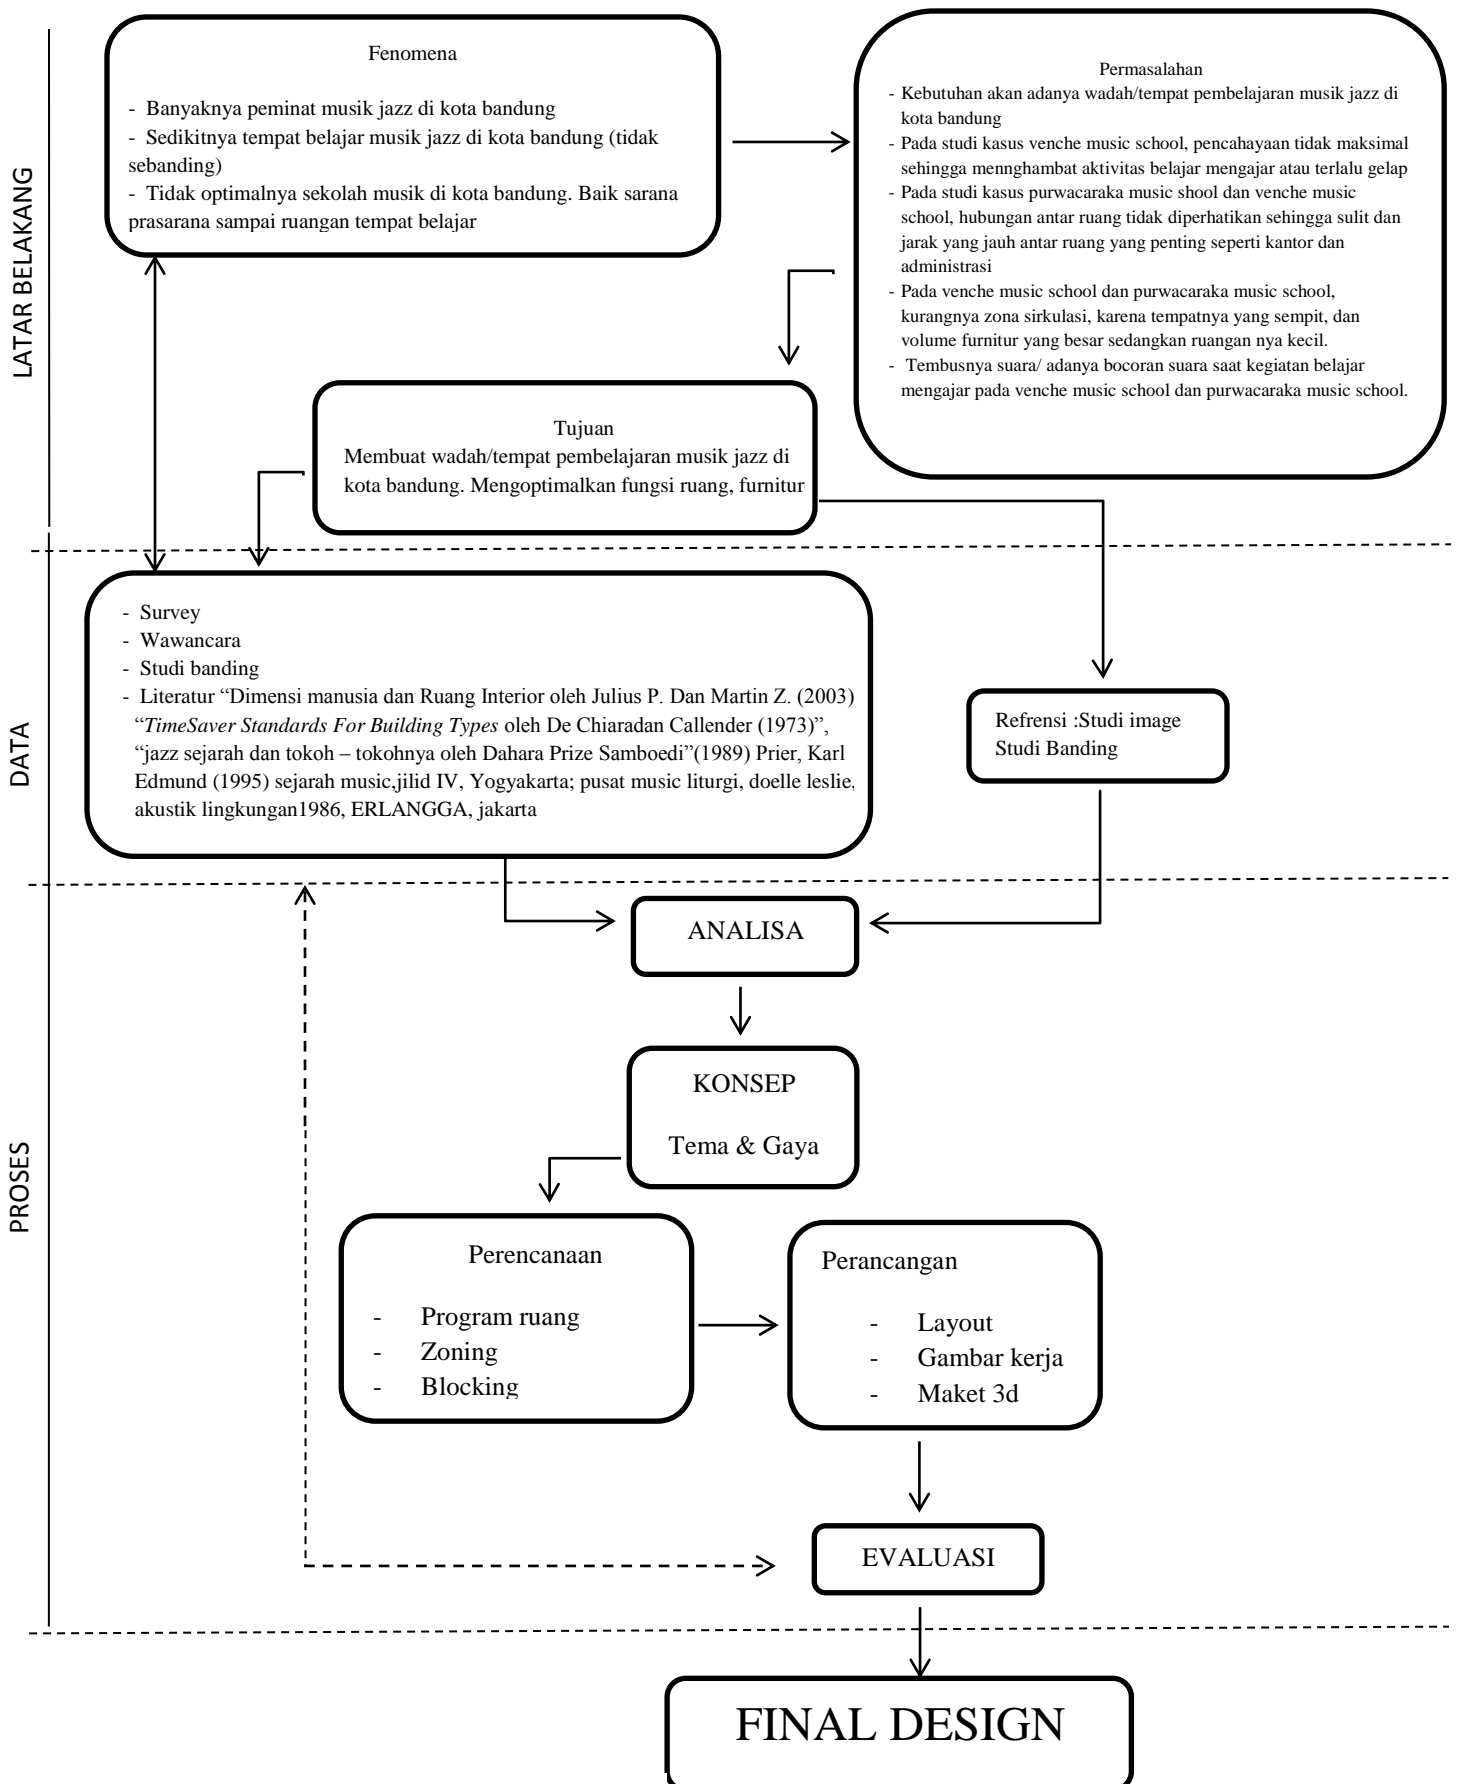 LATAR BELAKANG
Fenomena
- Banyaknya peminat musik jazz di kota bandung
- Sedikitnya tempat belajar musik jazz di kota bandung (tidak
sebanding)
- Tidak optimalnya sekolah musik di kota bandung. Baik sarana
prasarana sampai ruangan tempat belajar
Permasalahan
- Kebutuhan akan adanya wadah/tempat pembelajaran musik jazz di
kota bandung
- Pada studi kasus venche music school, pencahayaan tidak maksimal
sehingga mennghambat aktivitas belajar mengajar atau terlalu gelap
- Pada studi kasus purwacaraka music shool dan venche music
school, hubungan antar ruang tidak diperhatikan sehingga sulit dan
jarak yang jauh antar ruang yang penting seperti kantor dan
administrasi
- Pada venche music school dan purwacaraka music school,
kurangnya zona sirkulasi, karena tempatnya yang sempit, dan
volume furnitur yang besar sedangkan ruangan nya kecil.
- Tembusnya suara/ adanya bocoran suara saat kegiatan belajar
mengajar pada venche music school dan purwacaraka music school.
Tujuan
Membuat wadah/tempat pembelajaran musik jazz di
kota bandung. Mengoptimalkan fungsi ruang, furnitur
DATA
- Survey
- Wawancara
- Studi banding
- Literatur “Dimensi manusia dan Ruang Interior oleh Julius P. Dan Martin Z. (2003)
“TimeSaver Standards For Building Types oleh De Chiaradan Callender (1973)”,
“jazz sejarah dan tokoh – tokohnya oleh Dahara Prize Samboedi”(1989) Prier, Karl
Edmund (1995) sejarah music,jilid IV, Yogyakarta; pusat music liturgi, doelle leslie,
akustik lingkungan1986, ERLANGGA, jakarta
Refrensi :Studi image
Studi Banding
PROSES
ANALISA
KONSEP
Tema & Gaya
Perencanaan
- Program ruang
- Zoning
- Blocking
Perancangan
- Layout
- Gambar kerja
- Maket 3d
EVALUASI
FINAL DESIGN